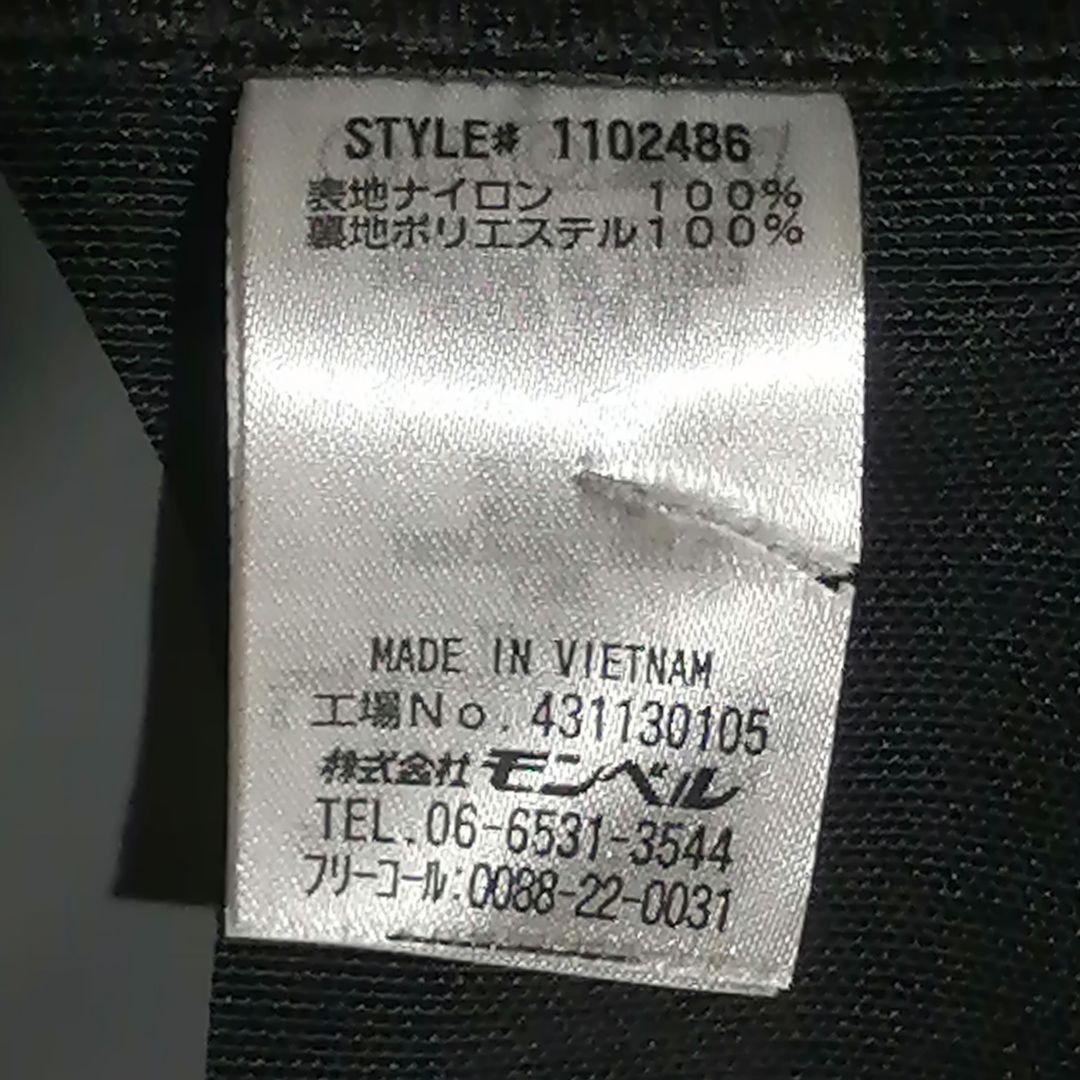 STYLE# 1102486
表地ナイロン 100%
裏地ポリエステル100%
MADE IN VIETNAM
工場No. 431130105
株式会社モンベル
TEL.06-6531-3544
フリーコール:0088-22-0031